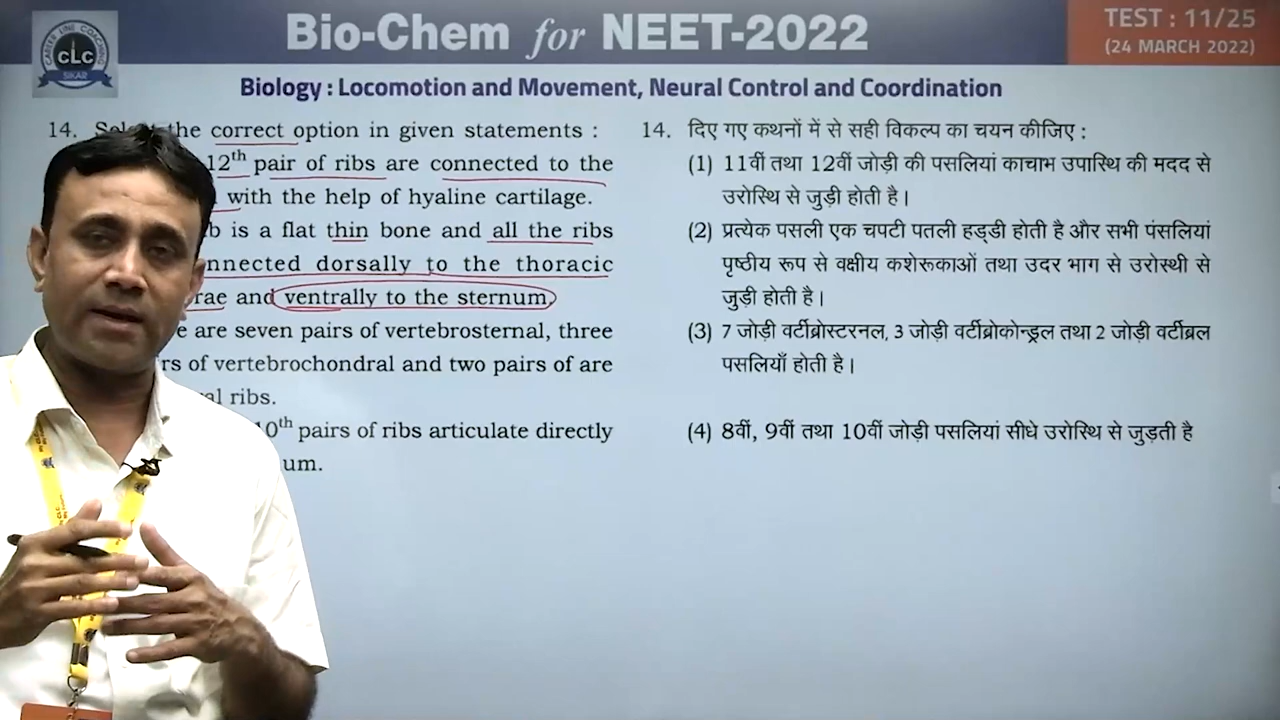 Bio-Chem for NEET-2022
TEST : 11/25
(24 MARCH 2022)
CAREER LINE COACHING
CLC
SIKAR
Biology : Locomotion and Movement, Neural Control and Coordination
14. Select the correct option in given statements :
12th pair of ribs are connected to the
with the help of hyaline cartilage.
is a flat thin bone and all the ribs
dorsally to the thoracic
and ventrally to the sternum.
are seven pairs of vertebrosternal, three
of vertebrochondral and two pairs of are
ribs.
10th pairs of ribs articulate directly
14. दिए गए कथनों में से सही विकल्प का चयन कीजिए :
(1) 11वीं तथा 12वीं जोड़ी की पसलियां काचाभ उपास्थि की मदद से
उरोस्थि से जुड़ी होती है।
(2) प्रत्येक पसली एक चपटी पतली हड्डी होती है और सभी पंसलियां
पृष्ठीय रूप से वक्षीय कशेरूकाओं तथा उदर भाग से उरोस्थी से
जुड़ी होती है।
(3) 7 जोड़ी वर्टीब्रोस्टरनल, 3 जोड़ी वर्टीब्रोकोन्ड्रल तथा 2 जोड़ी वर्टीब्रल
पसलियाँ होती है।
(4) 8वीं, 9वीं तथा 10वीं जोड़ी पसलियां सीधे उरोस्थि से जुड़ती है